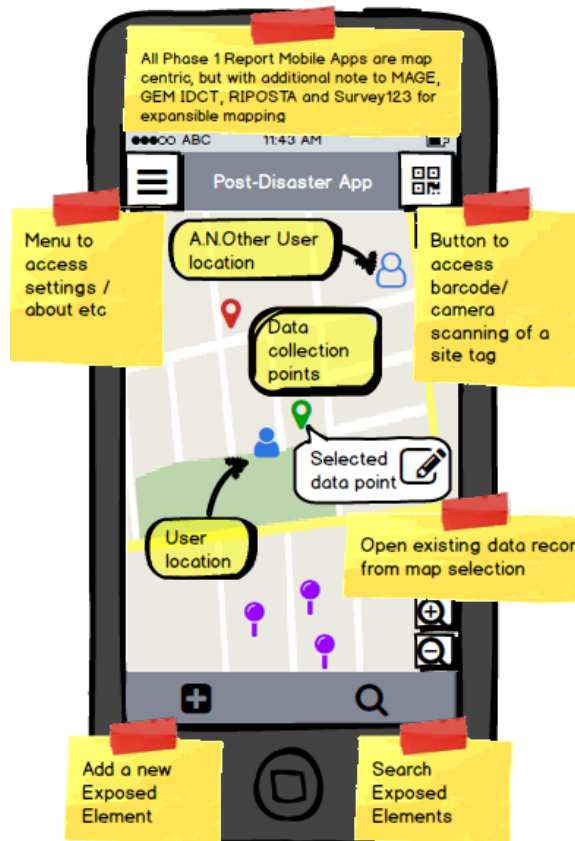 All Phase 1 Report Mobile Apps are map
centric, but with additional note to MAGE,
GEM IDCT, RIPOSTA and Survey123 for
expansible mapping
ABC
11:43 AM
Post-Disaster App
Menu to
access
settings /
about etc
A.N.Other User
location
Button to
access
barcode/
camera
scanning of a
site tag
Data
collection
points
Selected
data point
User
location
Open existing data recor
from map selection
Add a new
Exposed
Element
Search
Exposed
Elements